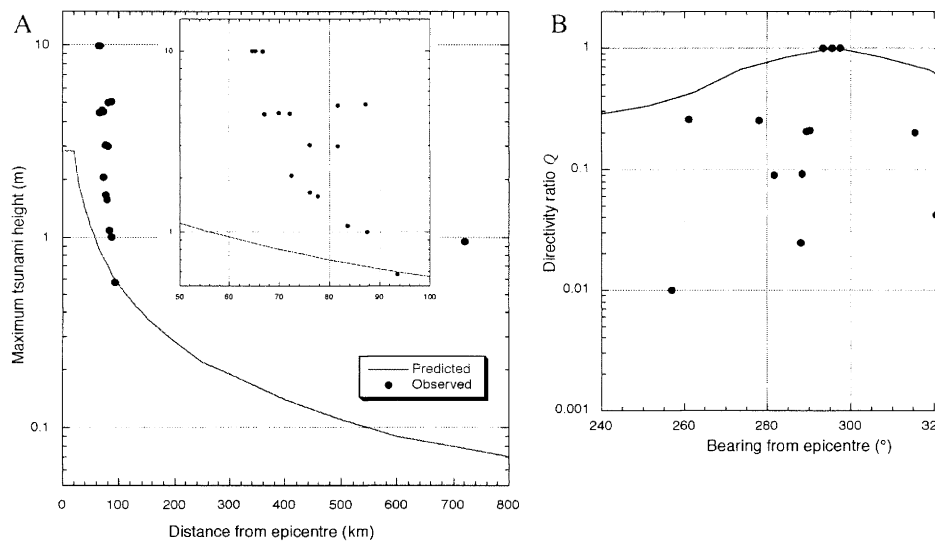 A
10
1
0.1
Maximum tsunami height (m)
10
1
50 60 70 80 90 100
Predicted
Observed
0 100 200 300 400 500 600 700 800
Distance from epicentre (km)
B
1
0.1
0.01
0.001
Directivity ratio Q
240 260 280 300 320
Bearing from epicentre (°)